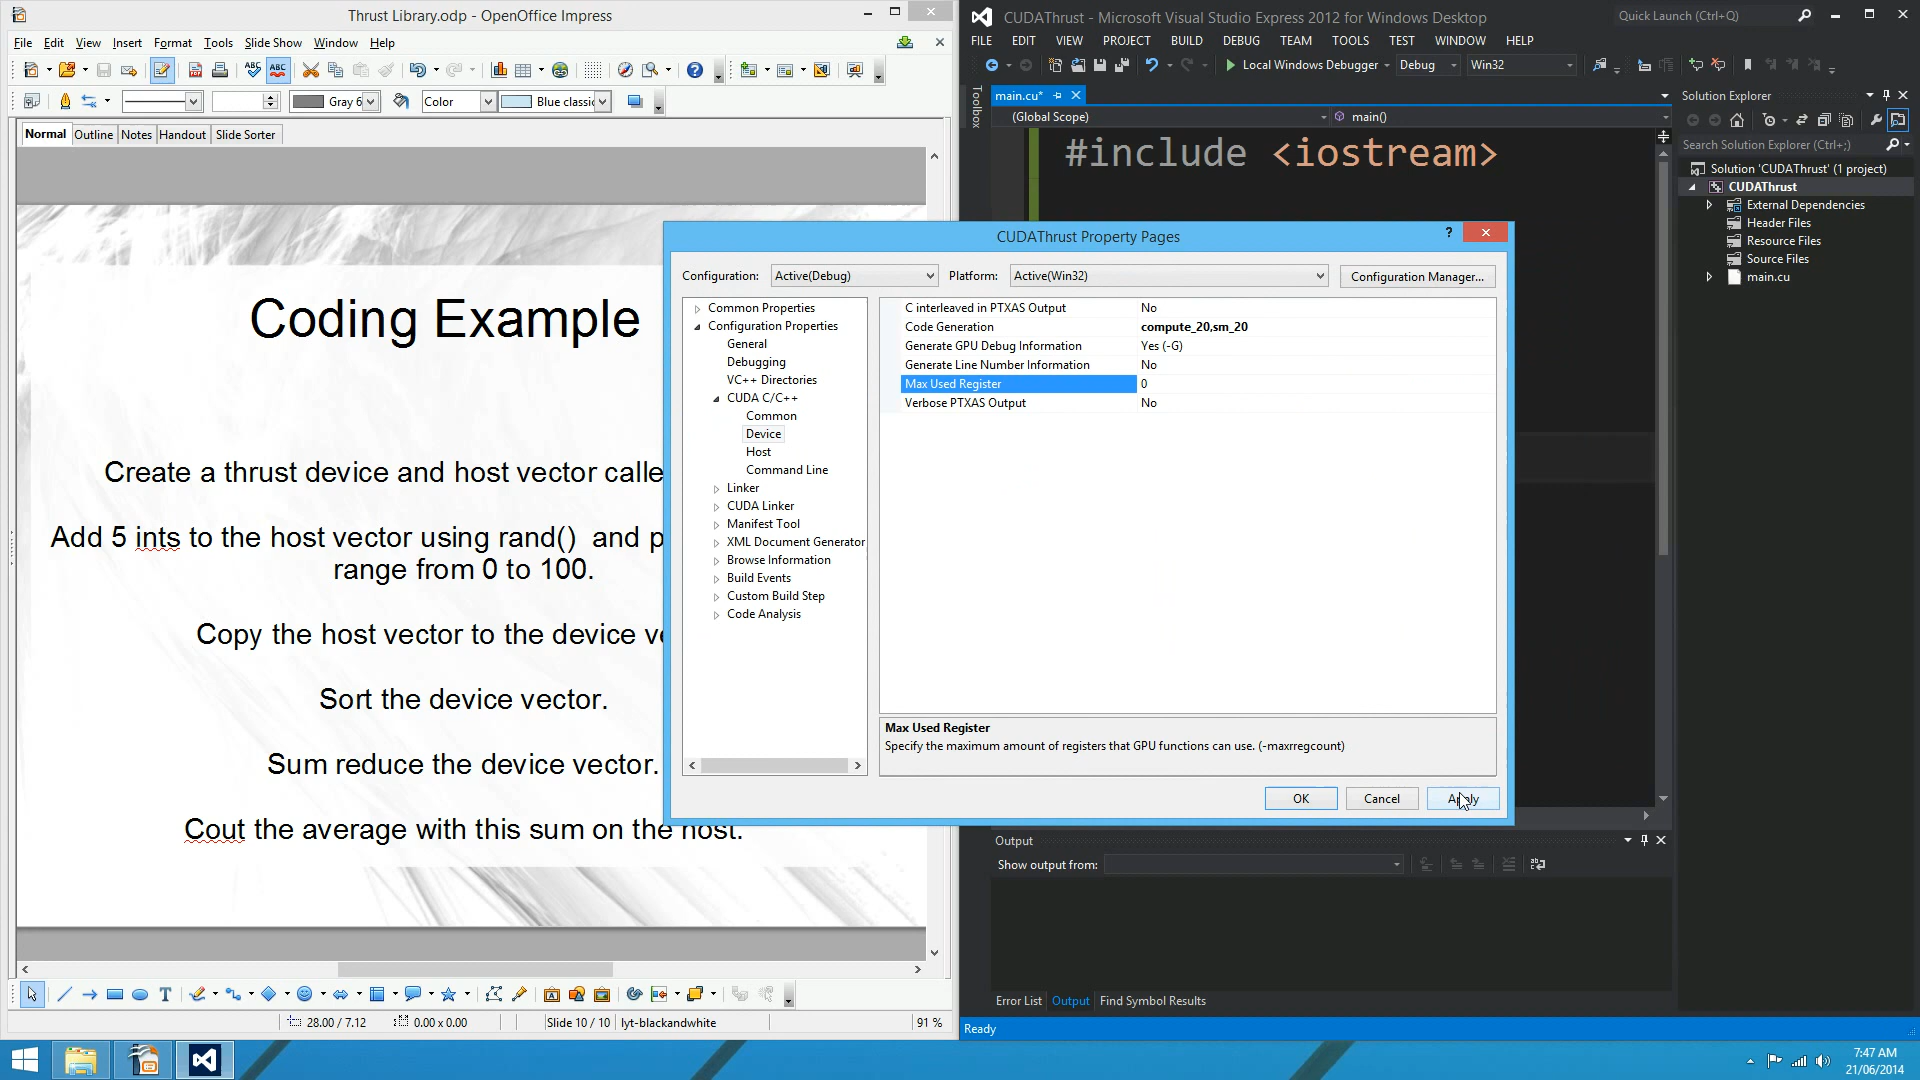 Thrust Library.odp - OpenOffice Impress
File Edit View Insert Format Tools Slide Show Window Help
Gray 6
Color
Blue classic
Normal Outline Notes Handout Slide Sorter
Coding Example
Create a thrust device and host vector calle
Add 5 ints to the host vector using rand() and p
range from 0 to 100.
Copy the host vector to the device ve
Sort the device vector.
Sum reduce the device vector.
Cout the average with this sum on the host.
28.00 / 7.12
0.00 x 0.00
Slide 10 / 10
lyt-blackandwhite
91 %
CUDAThrust - Microsoft Visual Studio Express 2012 for Windows Desktop
Quick Launch (Ctrl+Q)
FILE EDIT VIEW PROJECT BUILD DEBUG TEAM TOOLS TEST WINDOW HELP
Local Windows Debugger
Debug
Win32
Toolbox
main.cu*
(Global Scope)
main()
#include <iostream>
CUDAThrust Property Pages
?
Configuration: Active(Debug)
Platform: Active(Win32)
Configuration Manager...
Common Properties
Configuration Properties
General
Debugging
VC++ Directories
CUDA C/C++
Common
Device
Host
Command Line
Linker
CUDA Linker
Manifest Tool
XML Document Generator
Browse Information
Build Events
Custom Build Step
Code Analysis
C interleaved in PTXAS Output No
Code Generation compute_20,sm_20
Generate GPU Debug Information Yes (-G)
Generate Line Number Information No
Max Used Register 0
Verbose PTXAS Output No
Max Used Register
Specify the maximum amount of registers that GPU functions can use. (-maxrregcount)
OK
Cancel
Apply
Solution Explorer
Search Solution Explorer (Ctrl+;)
Solution 'CUDAThrust' (1 project)
CUDAThrust
External Dependencies
Header Files
Resource Files
Source Files
main.cu
Output
Show output from:
Error List Output Find Symbol Results
Ready
7:47 AM
21/06/2014